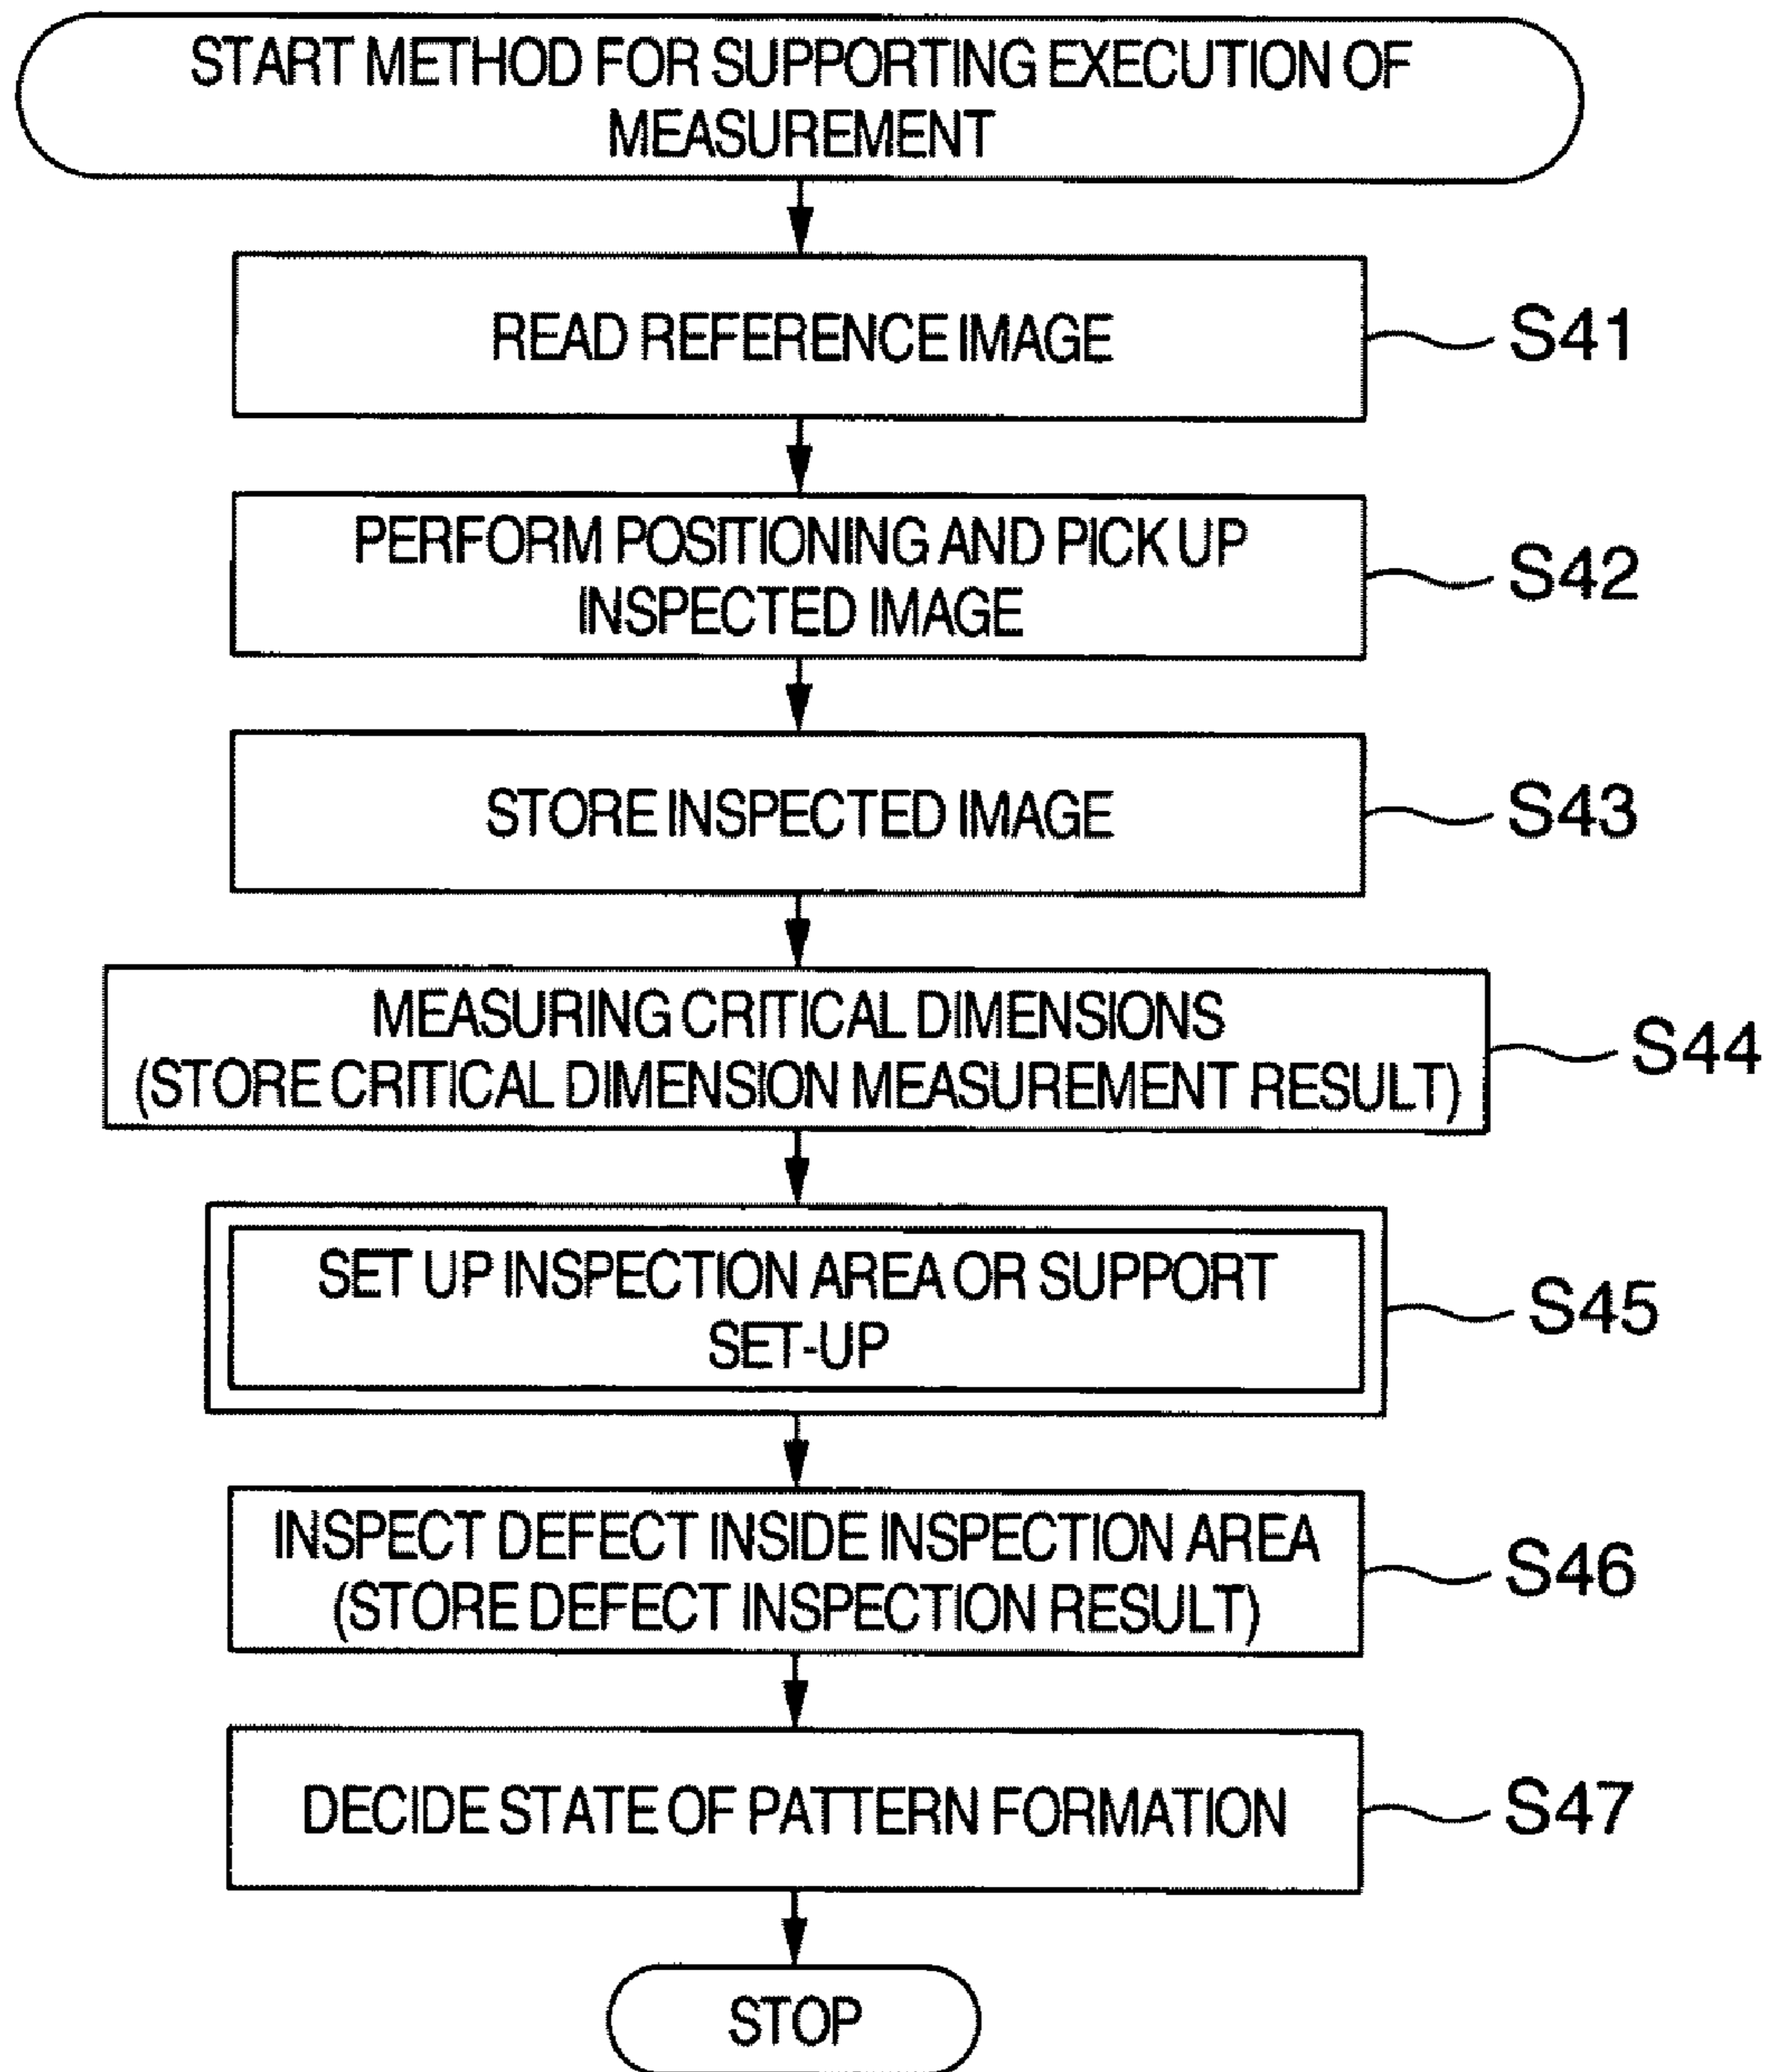 START METHOD FOR SUPPORTING EXECUTION OF
MEASUREMENT
READ REFERENCE IMAGE
S41
PERFORM POSITIONING AND PICK UP
INSPECTED IMAGE
S42
STORE INSPECTED IMAGE
S43
MEASURING CRITICAL DIMENSIONS
(STORE CRITICAL DIMENSION MEASUREMENT RESULT)
S44
SET UP INSPECTION AREA OR SUPPORT
SET-UP
S45
INSPECT DEFECT INSIDE INSPECTION AREA
(STORE DEFECT INSPECTION RESULT)
S46
DECIDE STATE OF PATTERN FORMATION
S47
STOP